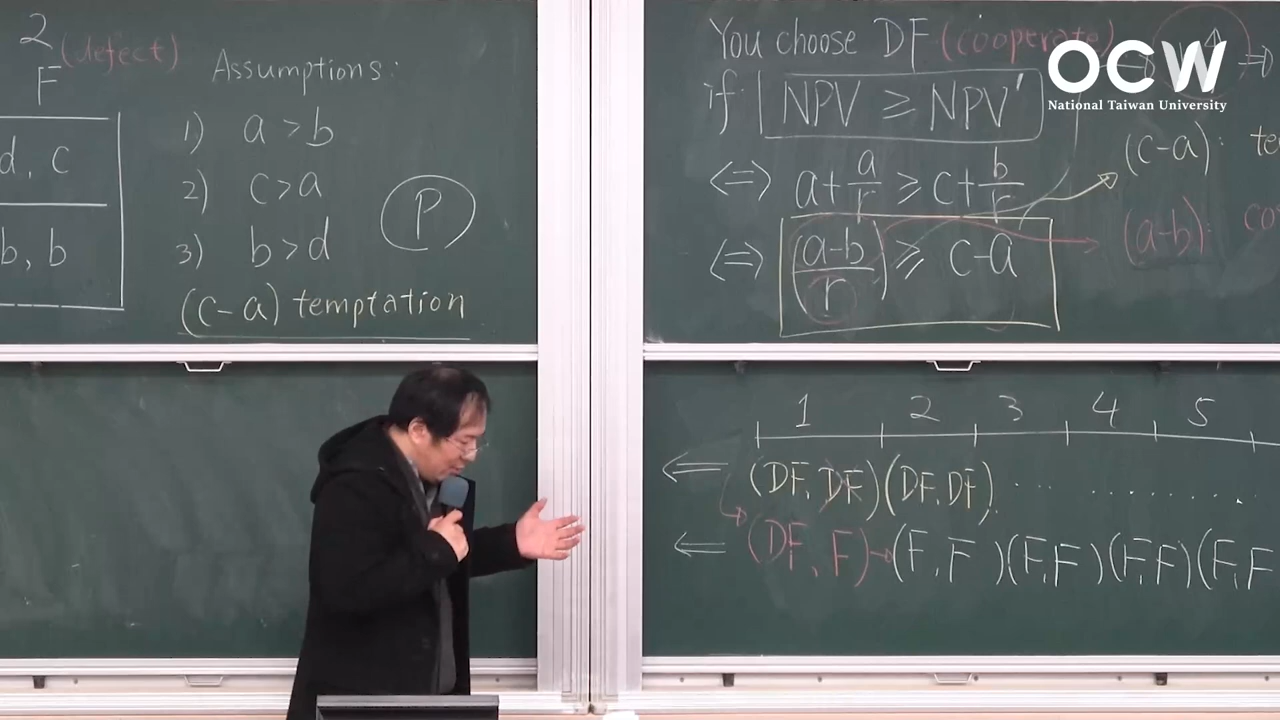 2
(defect)
F
d, c
b, b
Assumptions:
1) a > b
2) c > a
3) b > d
P
(c-a) temptation
You choose DF (cooperate)
if NPV ≥ NPV'
<=> a + a/r ≥ c + b/r
<=> (a-b)/r ≥ c-a
(c-a): te
(a-b): co
OCW
National Taiwan University
1 2 3 4 5
(DF, DF) (DF, DF) . . . . . . . . . .
(DF, F) → (F, F) (F, F) (F, F) (F, F